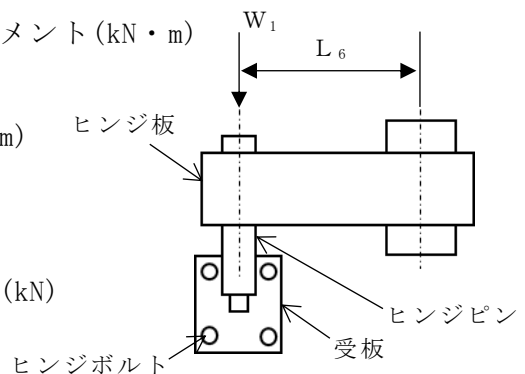 メント(kN・m)
W₁
L₆
m)
ヒンジ板
(kN)
ヒンジピン
受板
ヒンジボルト